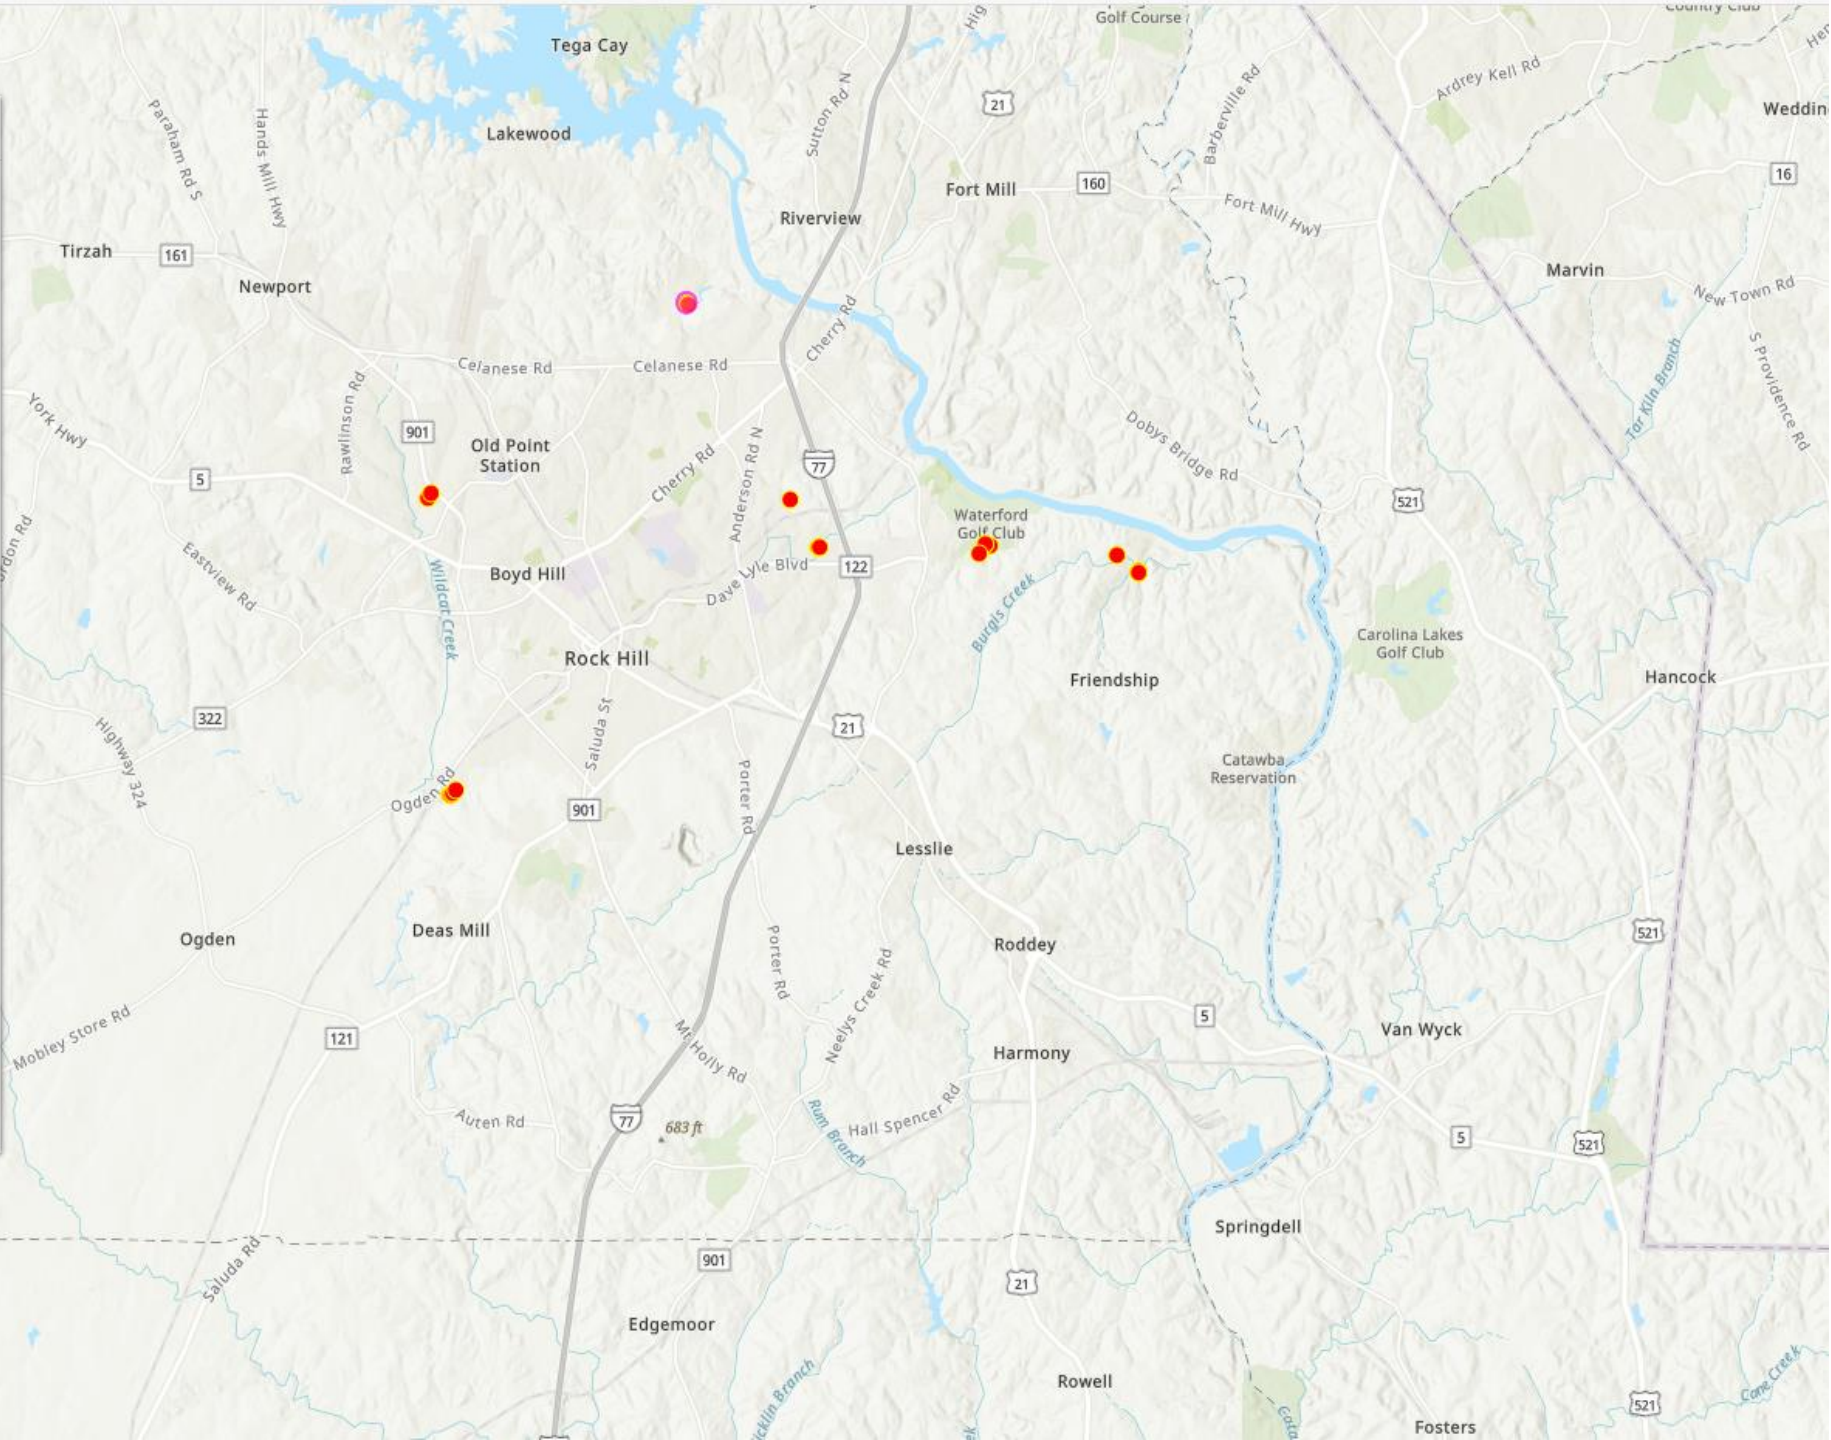 Golf Course
Hig
Country Club
Tega Cay
Hen
Ardrey Kell Rd
Sutton Rd N
21
Barberville Rd
Paraham Rd S
Hands Mill Hwy
Lakewood
Weddin
Fort Mill
160
16
Riverview
Fort Mill Hwy
Tirzah
161
Newport
Marvin
New Town Rd
Cherry Rd
Celanese Rd
Celanese Rd
S Providence Rd
Tar Kiln Branch
York Hwy
Rawlinson Rd
901
Old Point
Station
Dobys Bridge Rd
5
Cherry Rd
Anderson Rd N
77
521
Waterford
Golf Club
Eastview Rd
Wildcat Creek
Boyd Hill
Dave Lyle Blvd
122
Burgis Creek
Carolina Lakes
Golf Club
Rock Hill
Friendship
Hancock
322
Highway 324
Saluda St
21
Porter Rd
Catawba
Reservation
Ogden Rd
901
Lesslie
Ogden
Deas Mill
Roddey
521
Porter Rd
Neelys Creek Rd
Mobley Store Rd
121
5
Van Wyck
Mt Holly Rd
Harmony
Auten Rd
77
683 ft
Rum Branch
Hall Spencer Rd
5
521
Springdell
Saluda Rd
901
21
Edgemoor
Rowell
Cane Creek
icklin Branch
521
Fosters
Cata